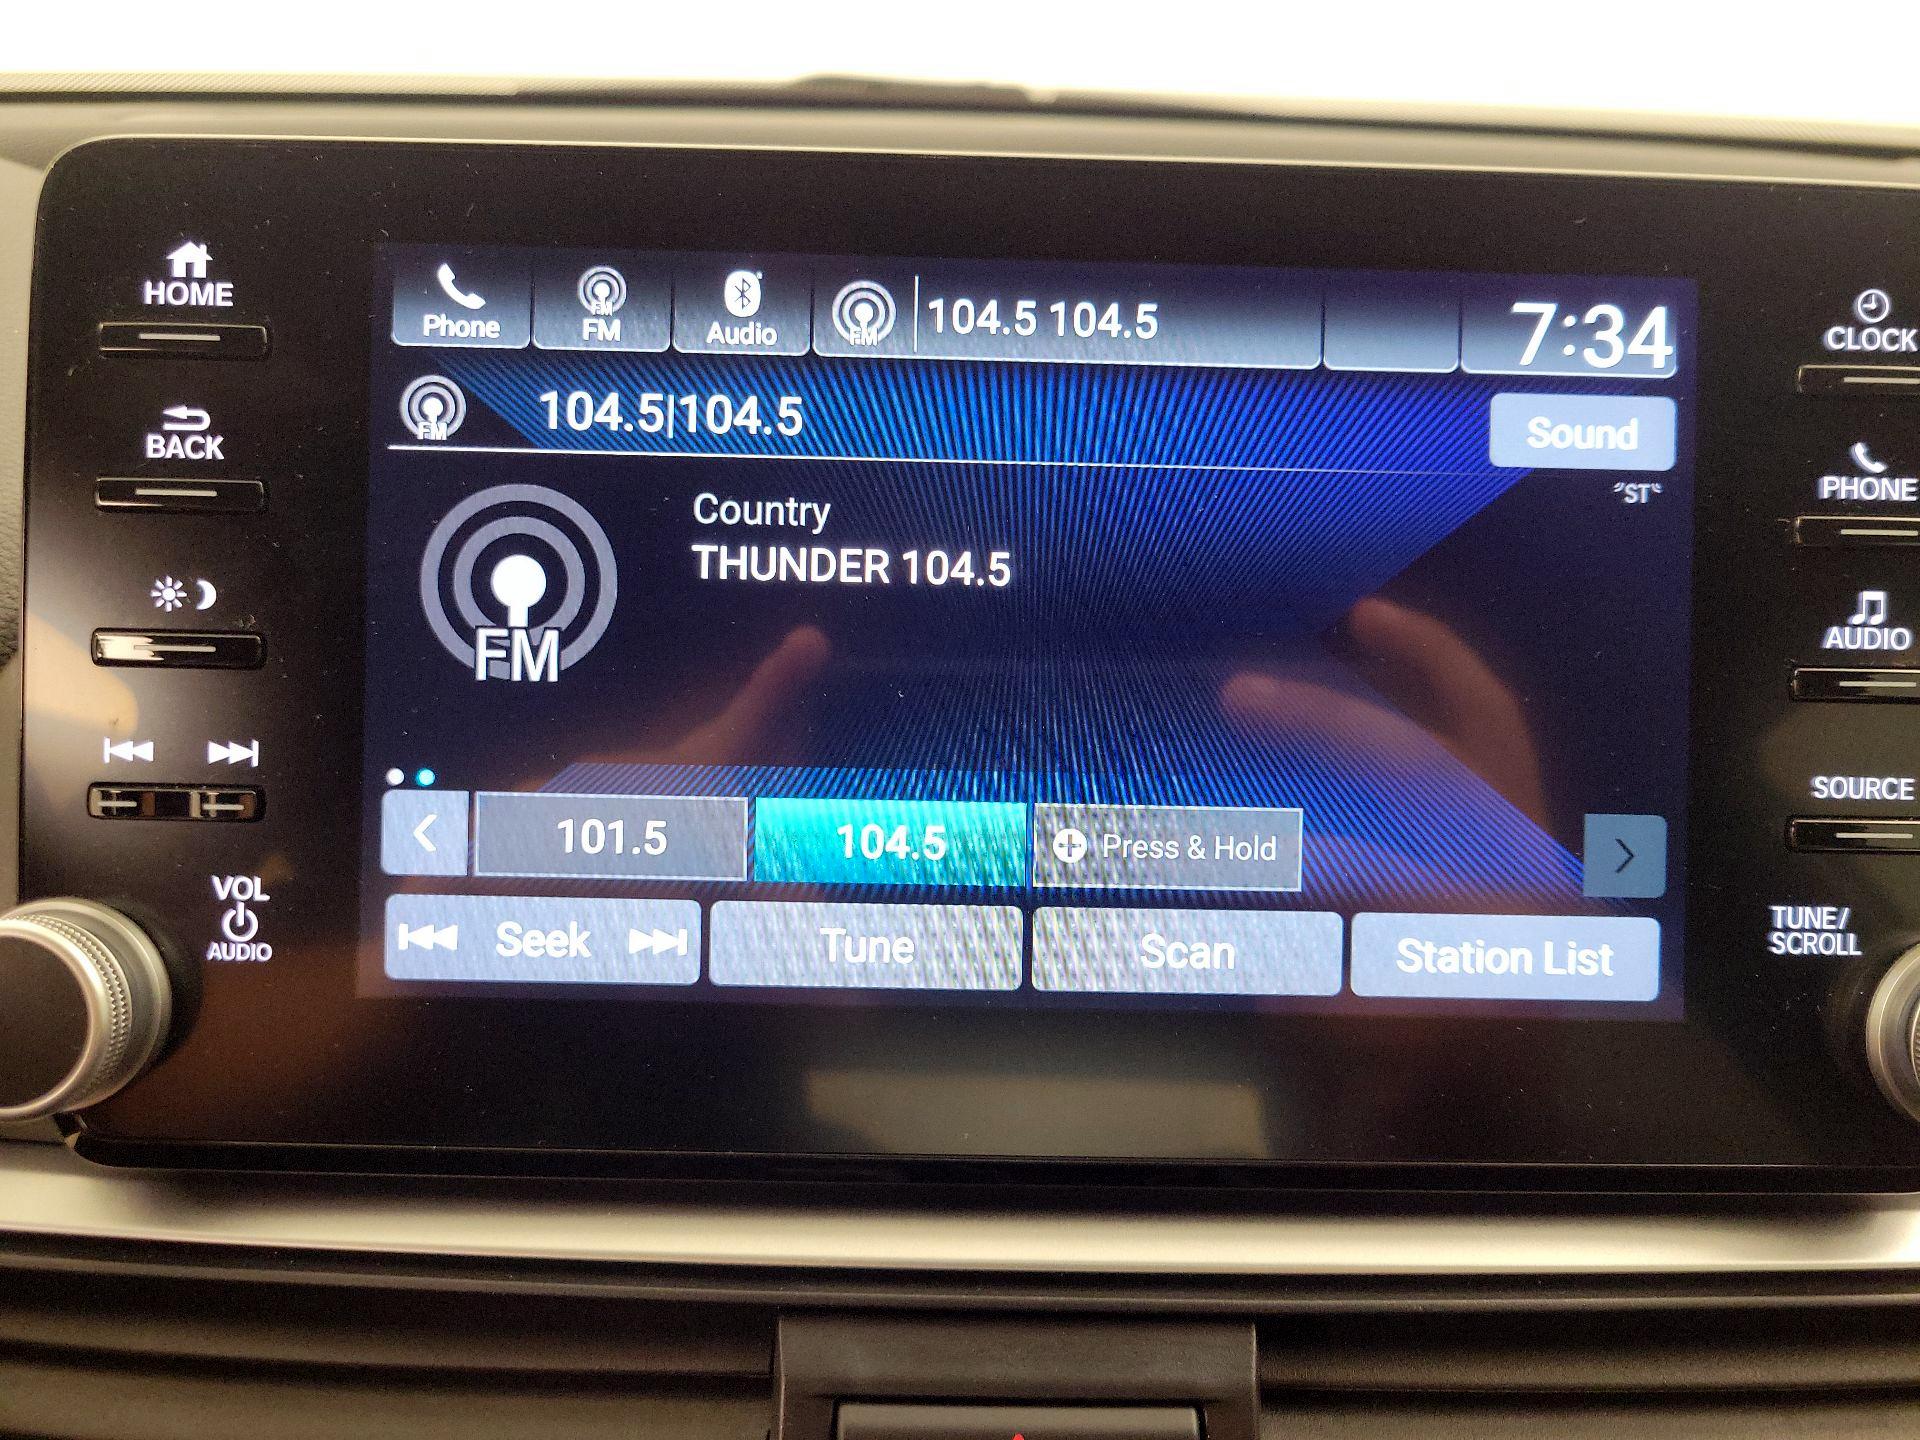 HOME
BACK
VOL
AUDIO
Phone
FM
FM
Audio
FM
104.5 104.5
7:34
FM
104.5|104.5
Sound
"ST"
Country
THUNDER 104.5
FM
101.5
104.5
Press & Hold
Seek
Tune
Scan
Station List
CLOCK
PHONE
AUDIO
SOURCE
TUNE/
SCROLL